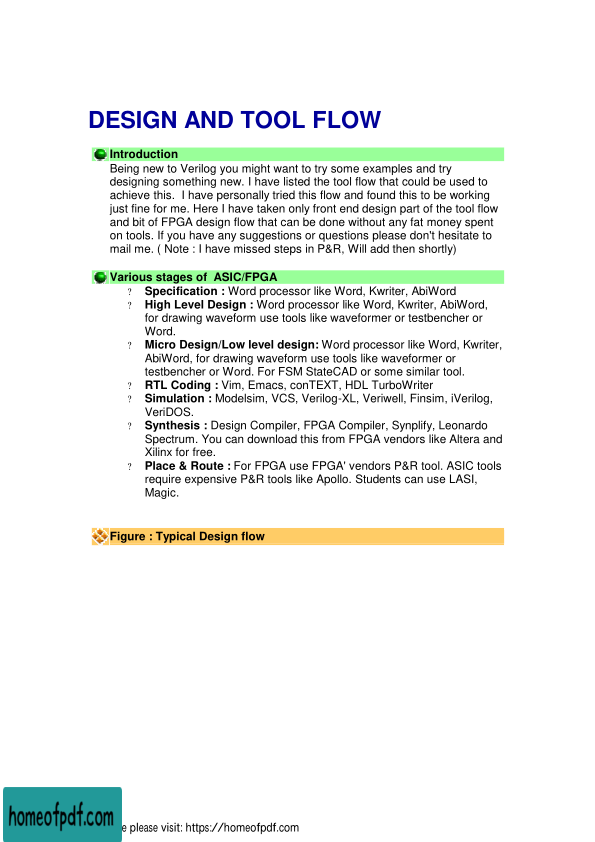 DESIGN AND TOOL FLOW
Introduction
Being new to Verilog you might want to try some examples and try
designing something new. I have listed the tool flow that could be used to
achieve this.  I have personally tried this flow and found this to be working
just fine for me. Here I have taken only front end design part of the tool flow
and bit of FPGA design flow that can be done without any fat money spent
on tools. If you have any suggestions or questions please don't hesitate to
mail me. ( Note : I have missed steps in P&R, Will add then shortly)
Various stages of  ASIC/FPGA
? Specification : Word processor like Word, Kwriter, AbiWord
? High Level Design : Word processor like Word, Kwriter, AbiWord,
for drawing waveform use tools like waveformer or testbencher or
Word.
? Micro Design/Low level design: Word processor like Word, Kwriter,
AbiWord, for drawing waveform use tools like waveformer or
testbencher or Word. For FSM StateCAD or some similar tool.
? RTL Coding : Vim, Emacs, conTEXT, HDL TurboWriter
? Simulation : Modelsim, VCS, Verilog-XL, Veriwell, Finsim, iVerilog,
VeriDOS.
? Synthesis : Design Compiler, FPGA Compiler, Synplify, Leonardo
Spectrum. You can download this from FPGA vendors like Altera and
Xilinx for free.
? Place & Route : For FPGA use FPGA' vendors P&R tool. ASIC tools
require expensive P&R tools like Apollo. Students can use LASI,
Magic.
Figure : Typical Design flow
homeofpdf.com
e please visit: https://homeofpdf.com